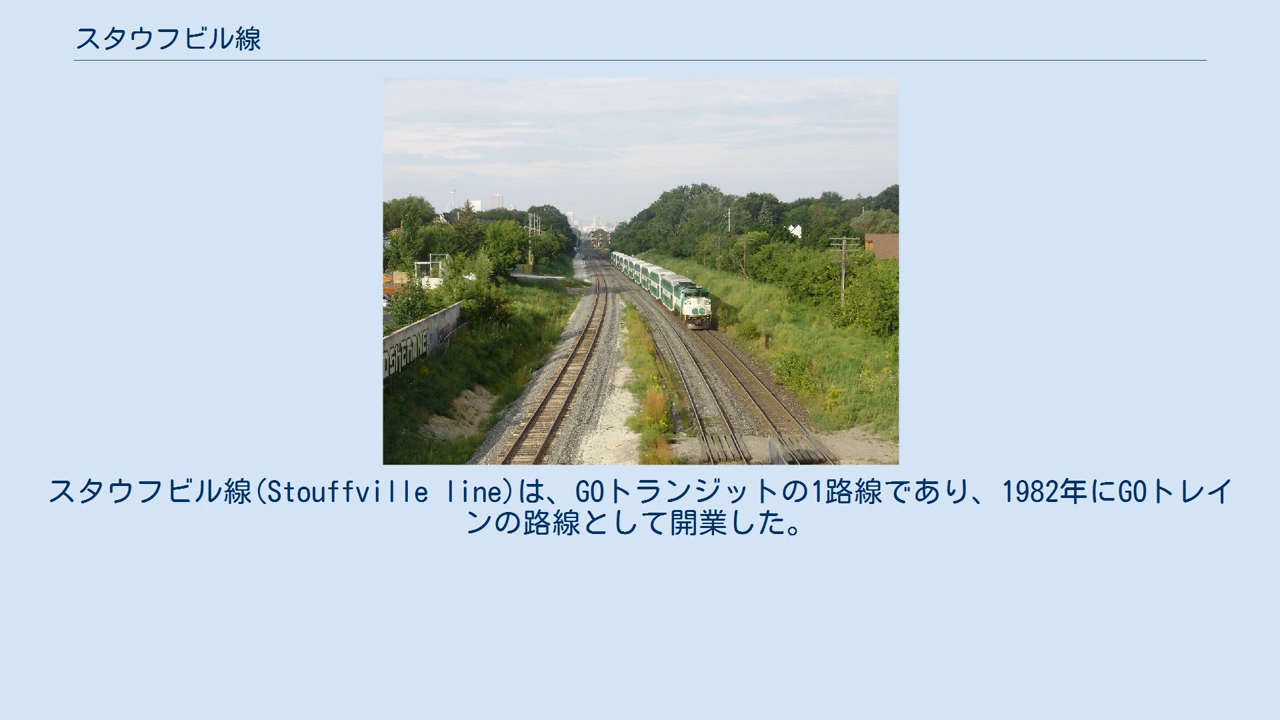 スタウフビル線
スタウフビル線(Stouffville line)は、GOトランジットの1路線であり、1982年にGOトレイ
ンの路線として開業した。